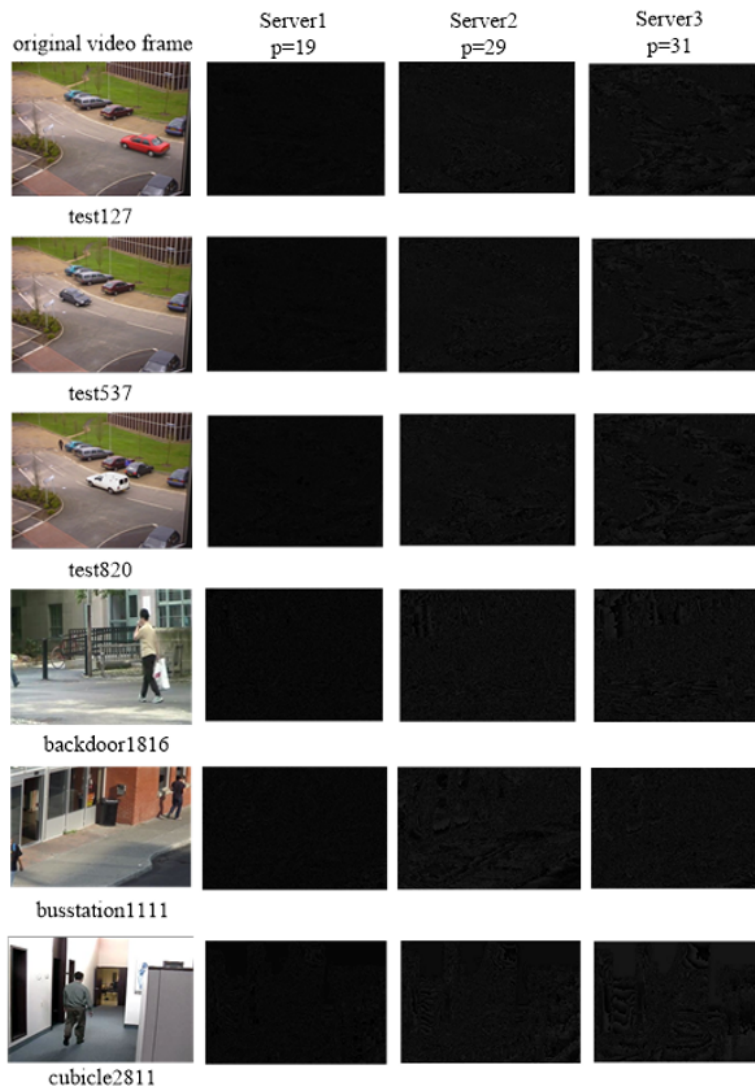 original video frame
Server1
p=19
Server2
p=29
Server3
p=31
test127
test537
test820
backdoor1816
busstation1111
cubicle2811